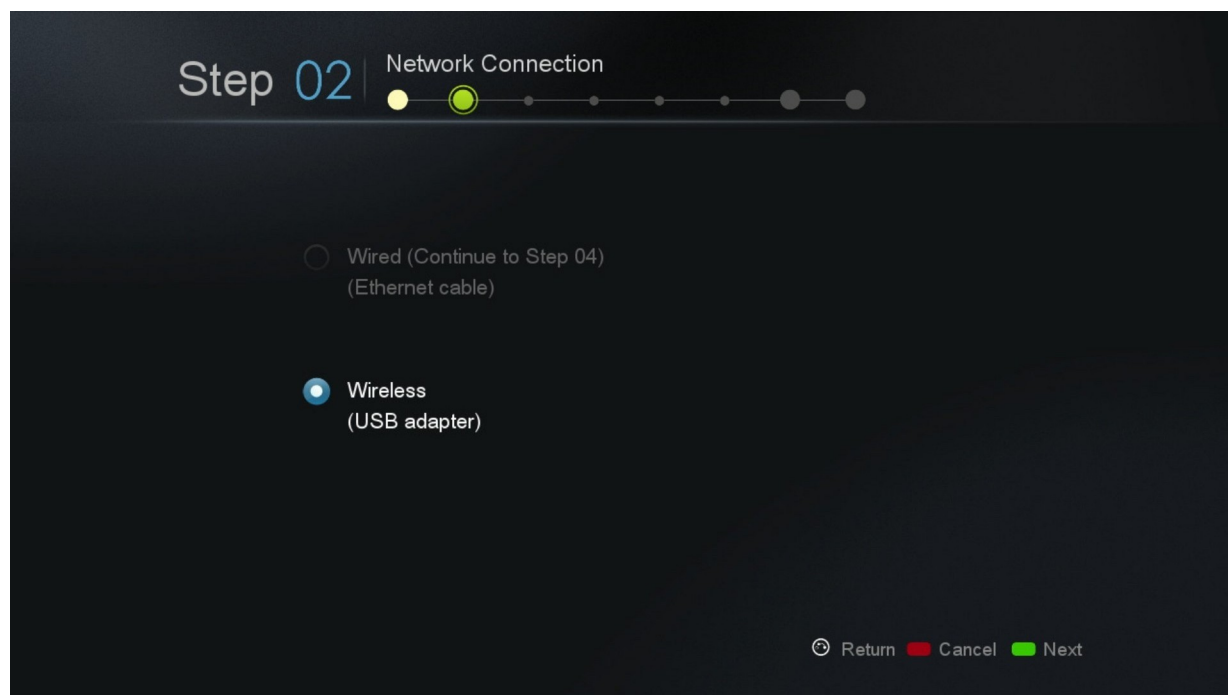 Step 02
Network Connection
Wired (Continue to Step 04)
(Ethernet cable)
Wireless
(USB adapter)
Return Cancel Next